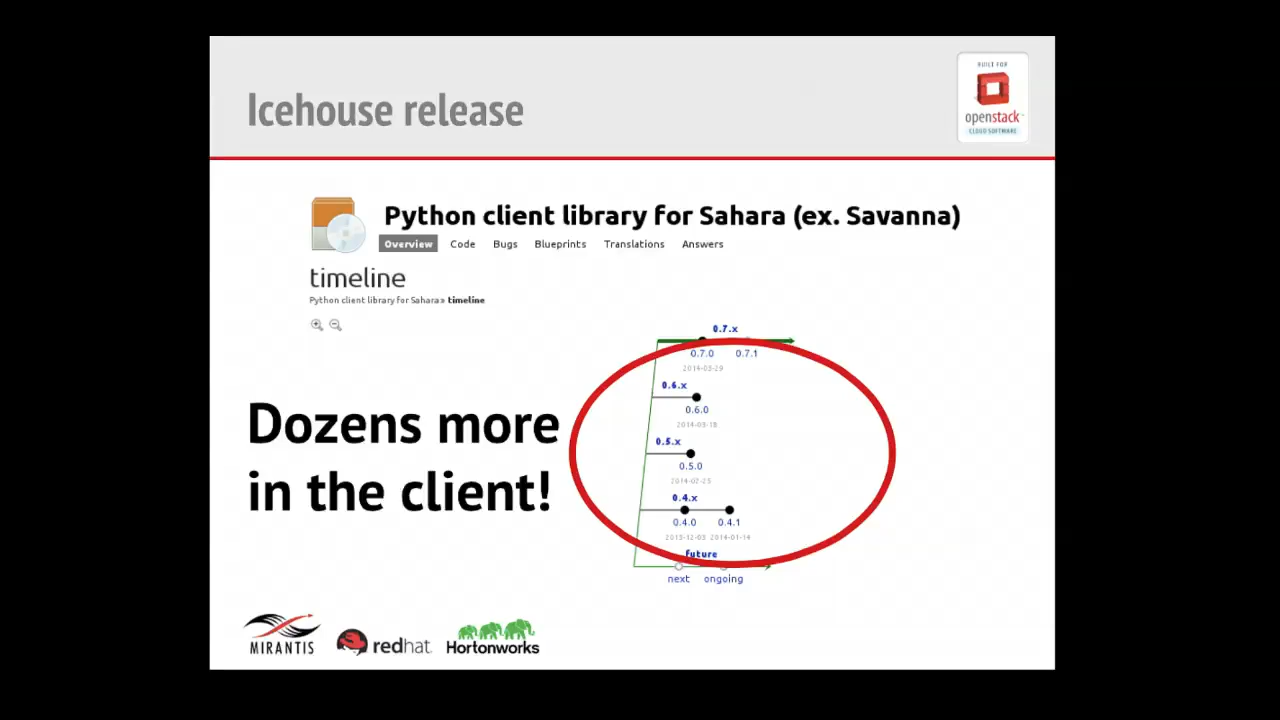 Icehouse release
BUILT FOR
openstack
CLOUD SOFTWARE
Python client library for Sahara (ex. Savanna)
Overview Code Bugs Blueprints Translations Answers
timeline
Python client library for Sahara » timeline
0.7.x
0.7.0 0.7.1
2014-03-29
0.6.x
0.6.0
2014-03-18
0.5.x
0.5.0
2014-02-25
0.4.x
0.4.0 0.4.1
2013-12-03 2014-01-14
future
next ongoing
Dozens more
in the client!
MIRANTIS
redhat.
Hortonworks